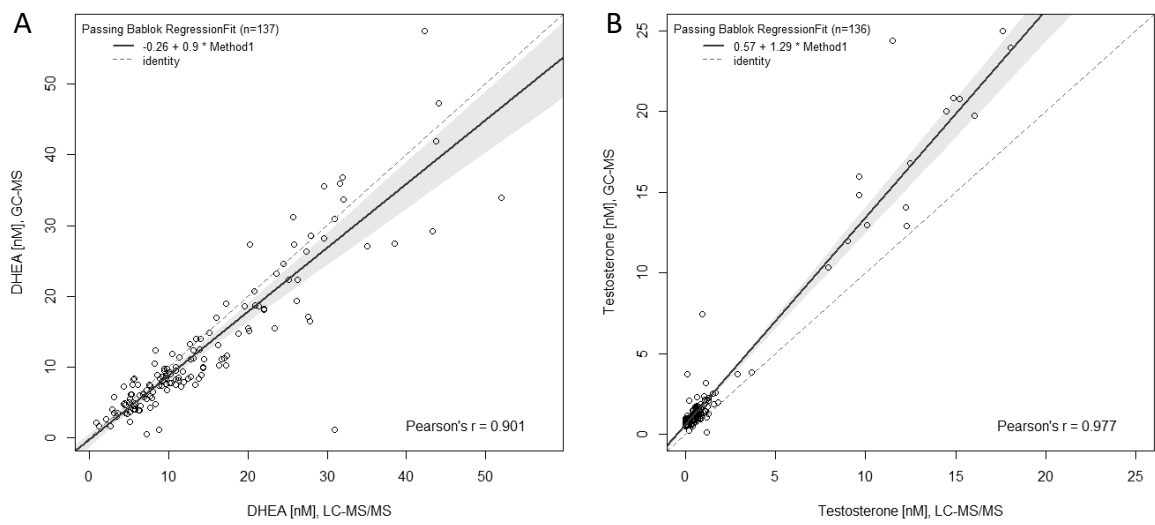 A
Passing Bablok RegressionFit (n=137)
-0.26 + 0.9 * Method1
identity
50
40
30
20
10
0
DHEA [nM], GC-MS
Pearson's r = 0.901
0 10 20 30 40 50
DHEA [nM], LC-MS/MS
B
Passing Bablok RegressionFit (n=136)
0.57 + 1.29 * Method1
identity
25
20
15
10
5
0
Testosterone [nM], GC-MS
Pearson's r = 0.977
0 5 10 15 20 25
Testosterone [nM], LC-MS/MS